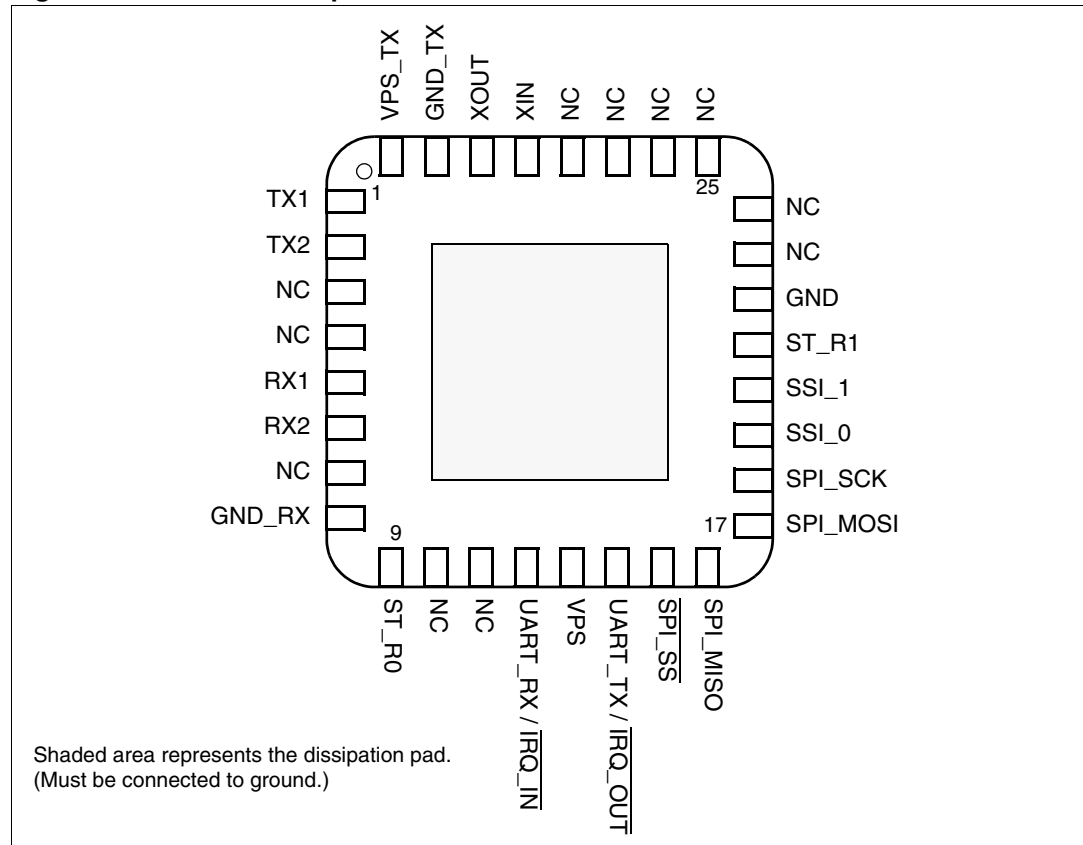 VPS_TX
GND_TX
XOUT
XIN
NC
NC
NC
NC
1
25
TX1
TX2
NC
NC
RX1
RX2
NC
GND_RX
NC
NC
GND
ST_R1
SSI_1
SSI_0
SPI_SCK
SPI_MOSI
9
17
ST_R0
NC
NC
UART_RX / IRQ_IN
VPS
UART_TX / IRQ_OUT
SPI_SS
SPI_MISO
Shaded area represents the dissipation pad.
(Must be connected to ground.)